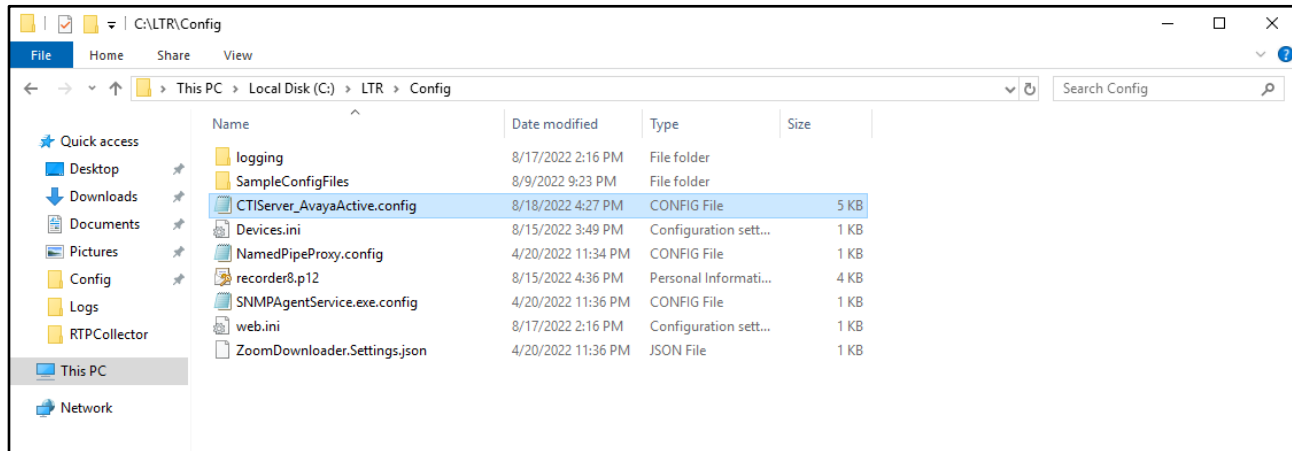 C:\LTR\Config
File Home Share View
This PC > Local Disk (C:) > LTR > Config
Search Config
Name Date modified Type Size
Quick access
Desktop
Downloads
Documents
Pictures
Config
Logs
RTPCollector
This PC
Network
logging 8/17/2022 2:16 PM File folder
SampleConfigFiles 8/9/2022 9:23 PM File folder
CTIServer_AvayaActive.config 8/18/2022 4:27 PM CONFIG File 5 KB
Devices.ini 8/15/2022 3:49 PM Configuration sett... 1 KB
NamedPipeProxy.config 4/20/2022 11:34 PM CONFIG File 1 KB
recorder8.p12 8/15/2022 4:36 PM Personal Informati... 4 KB
SNMPAgentService.exe.config 4/20/2022 11:36 PM CONFIG File 1 KB
web.ini 8/17/2022 2:16 PM Configuration sett... 1 KB
ZoomDownloader.Settings.json 4/20/2022 11:36 PM JSON File 1 KB